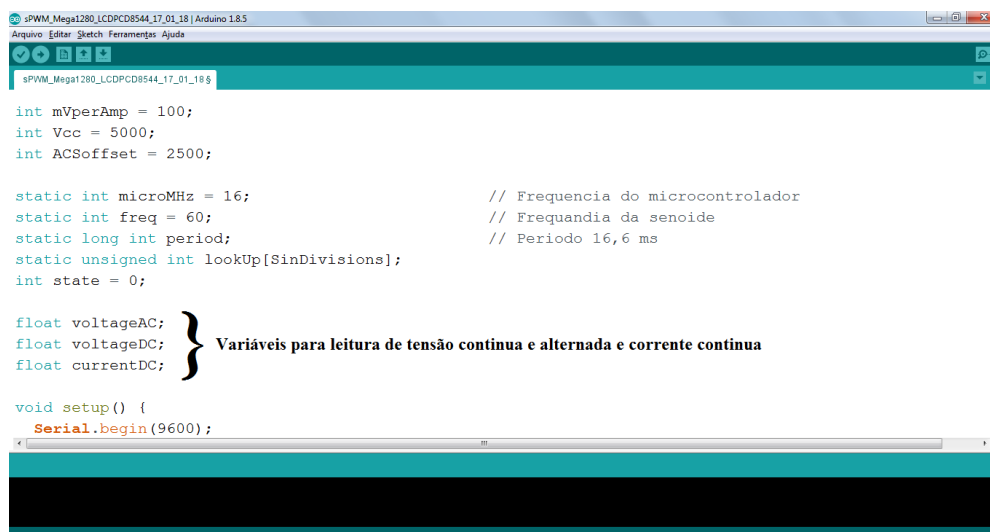 sPWM_Mega1280_LCDPCD8544_17_01_18 | Arduino 1.8.5
Arquivo Editar Sketch Ferramentas Ajuda
sPWM_Mega1280_LCDPCD8544_17_01_18 §
int mVperAmp = 100;
int Vcc = 5000;
int ACSoffset = 2500;
static int microMHz = 16; // Frequencia do microcontrolador
static int freq = 60; // Frequandia da senoide
static long int period; // Periodo 16,6 ms
static unsigned int lookUp[SinDivisions];
int state = 0;
float voltageAC;
float voltageDC; } Variáveis para leitura de tensão continua e alternada e corrente continua
float currentDC;
void setup() {
Serial.begin(9600);